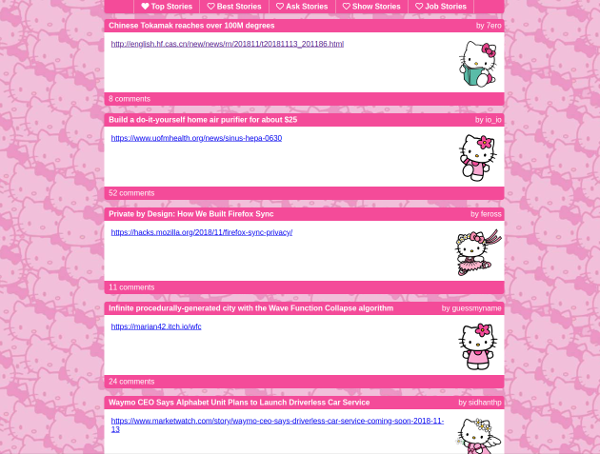 Top Stories Best Stories Ask Stories Show Stories Job Stories
Chinese Tokamak reaches over 100M degrees by 7ero
http://english.hf.cas.cn/new/news/rn/201811/t20181113_201186.html
8 comments
Build a do-it-yourself home air purifier for about $25 by io_io
https://www.uofmhealth.org/news/sinus-hepa-0630
52 comments
Private by Design: How We Built Firefox Sync by feross
https://hacks.mozilla.org/2018/11/firefox-sync-privacy/
11 comments
Infinite procedurally-generated city with the Wave Function Collapse algorithm by guessmyname
https://marian42.itch.io/wfc
24 comments
Waymo CEO Says Alphabet Unit Plans to Launch Driverless Car Service by sidhanthp
https://www.marketwatch.com/story/waymo-ceo-says-driverless-car-service-coming-soon-2018-11-
13